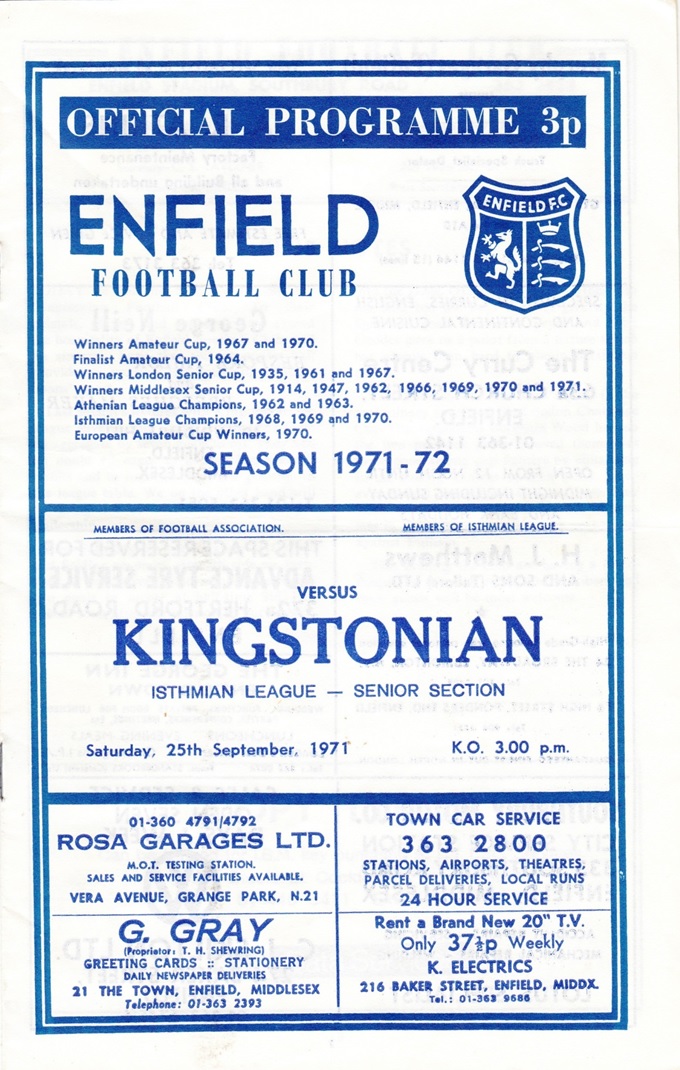 OFFICIAL PROGRAMME 3p
ENFIELD
FOOTBALL CLUB
ENFIELD F.C
Winners Amateur Cup, 1967 and 1970.
Finalist Amateur Cup, 1964.
Winners London Senior Cup, 1935, 1961 and 1967.
Winners Middlesex Senior Cup, 1914, 1947, 1962, 1966, 1969, 1970 and 1971.
Athenian League Champions, 1962 and 1963.
Isthmian League Champions, 1968, 1969 and 1970.
European Amateur Cup Winners, 1970.
SEASON 1971-72
MEMBERS OF FOOTBALL ASSOCIATION.
MEMBERS OF ISTHMIAN LEAGUE.
VERSUS
KINGSTONIAN
ISTHMIAN LEAGUE — SENIOR SECTION
Saturday, 25th September, 1971
K.O. 3.00 p.m.
01-360 4791/4792
ROSA GARAGES LTD.
M.O.T. TESTING STATION.
SALES AND SERVICE FACILITIES AVAILABLE.
VERA AVENUE, GRANGE PARK, N.21
G. GRAY
(Proprietor : T. H. SHEWRING)
GREETING CARDS :: STATIONERY
DAILY NEWSPAPER DELIVERIES
21 THE TOWN, ENFIELD, MIDDLESEX
Telephone: 01-363 2393
TOWN CAR SERVICE
363 2800
STATIONS, AIRPORTS, THEATRES,
PARCEL DELIVERIES, LOCAL RUNS
24 HOUR SERVICE
Rent a Brand New 20" T.V.
Only 37½p Weekly
K. ELECTRICS
216 BAKER STREET, ENFIELD, MIDDX.
Tel.: 01-363 9686